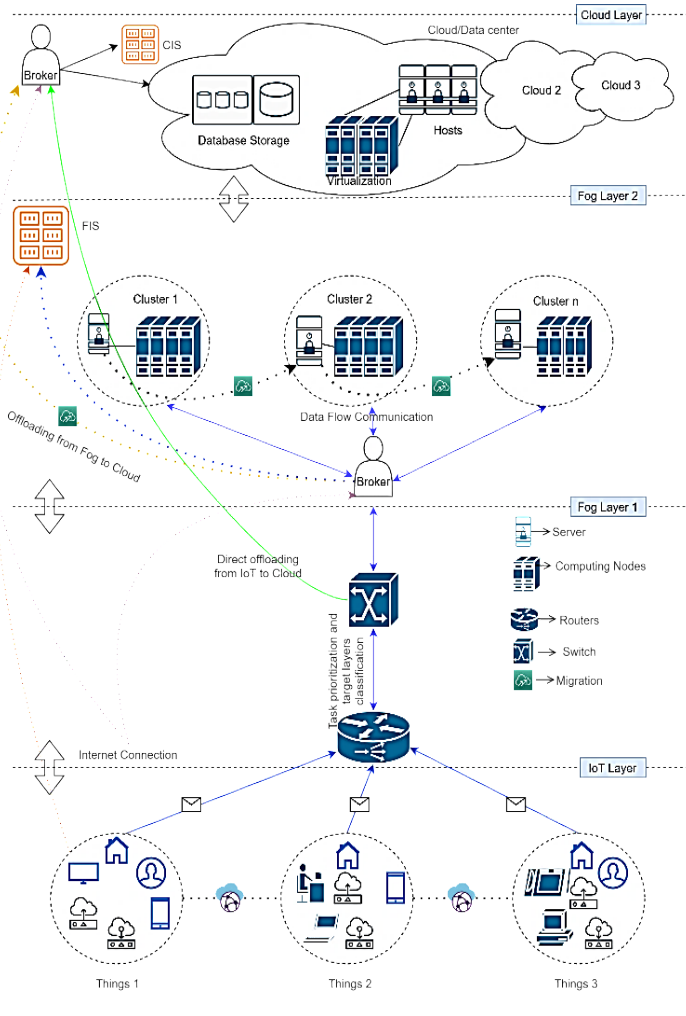 Cloud Layer
Cloud/Data center
CIS
Broker
Cloud 2
Cloud 3
Database Storage
Hosts
Virtualization
Fog Layer 2
FIS
Cluster 1
Cluster 2
Cluster n
Data Flow Communication
Offloading from Fog to Cloud
Broker
Fog Layer 1
Server
Direct offloading
from IoT to Cloud
Computing Nodes
Routers
Task prioritization and
target layers
classification
Switch
Migration
Internet Connection
IoT Layer
Things 1
Things 2
Things 3